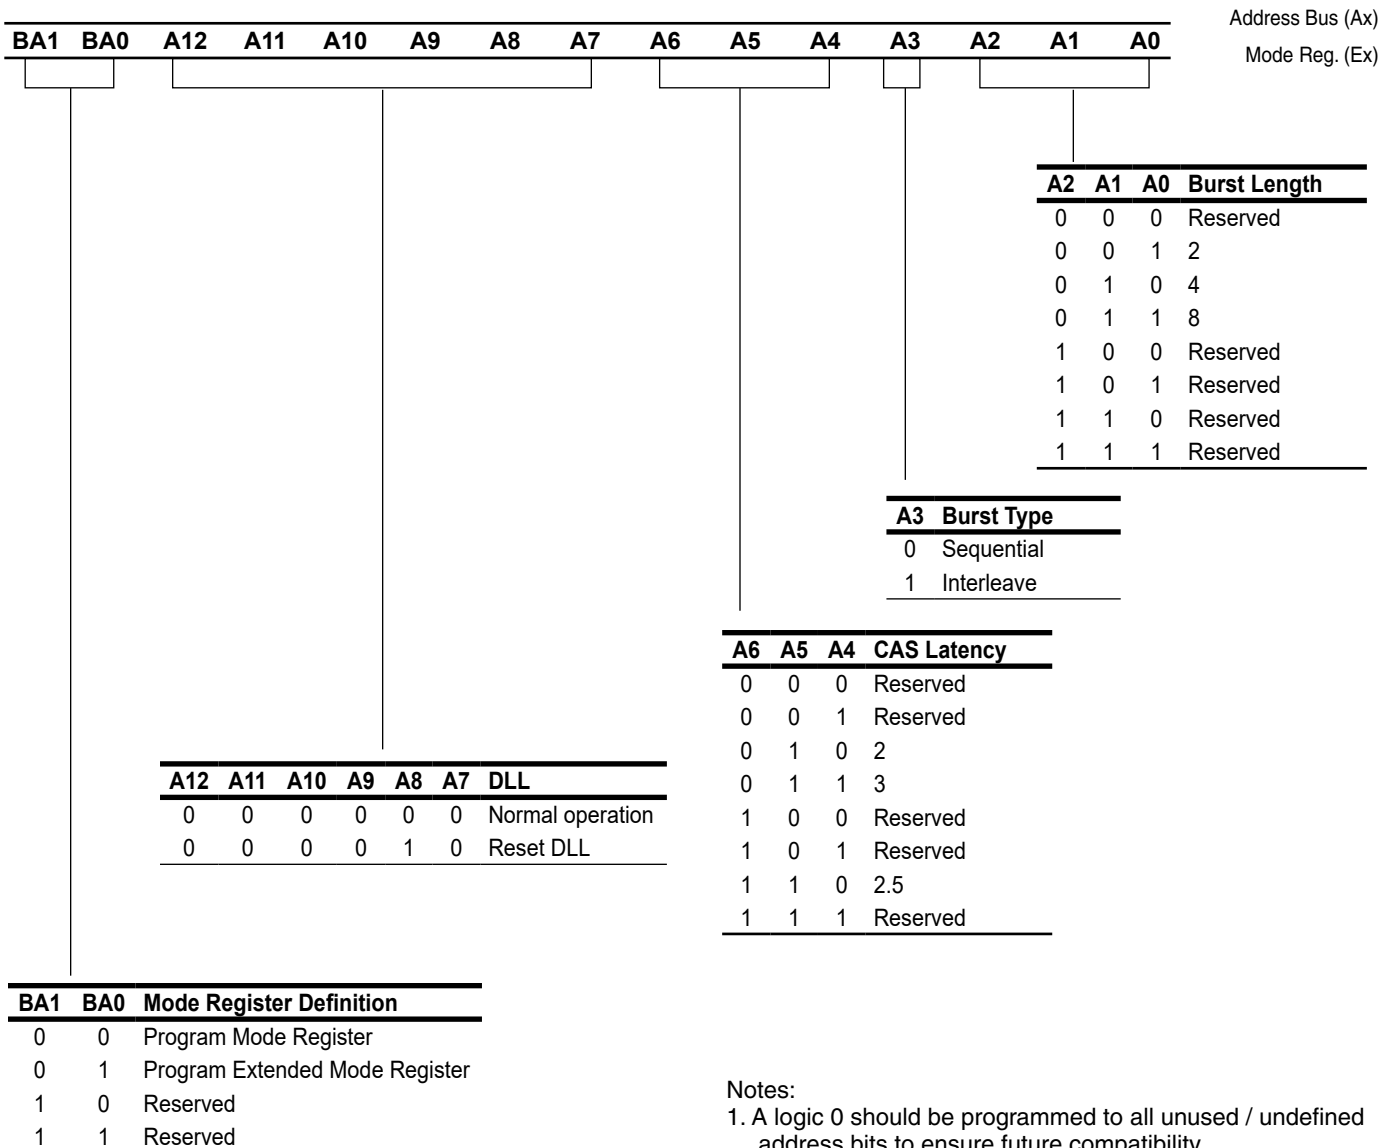 Address Bus (Ax)
BA1 BA0 A12 A11 A10 A9 A8 A7 A6 A5 A4 A3 A2 A1 A0
Mode Reg. (Ex)
A2 A1 A0 Burst Length
0 0 0 Reserved
0 0 1 2
0 1 0 4
0 1 1 8
1 0 0 Reserved
1 0 1 Reserved
1 1 0 Reserved
1 1 1 Reserved
A3 Burst Type
0 Sequential
1 Interleave
A6 A5 A4 CAS Latency
0 0 0 Reserved
0 0 1 Reserved
0 1 0 2
0 1 1 3
1 0 0 Reserved
1 0 1 Reserved
1 1 0 2.5
1 1 1 Reserved
A12 A11 A10 A9 A8 A7 DLL
0 0 0 0 0 0 Normal operation
0 0 0 0 1 0 Reset DLL
BA1 BA0 Mode Register Definition
0 0 Program Mode Register
0 1 Program Extended Mode Register
1 0 Reserved
1 1 Reserved
Notes:
1. A logic 0 should be programmed to all unused / undefined
address bits to ensure future compatibility.